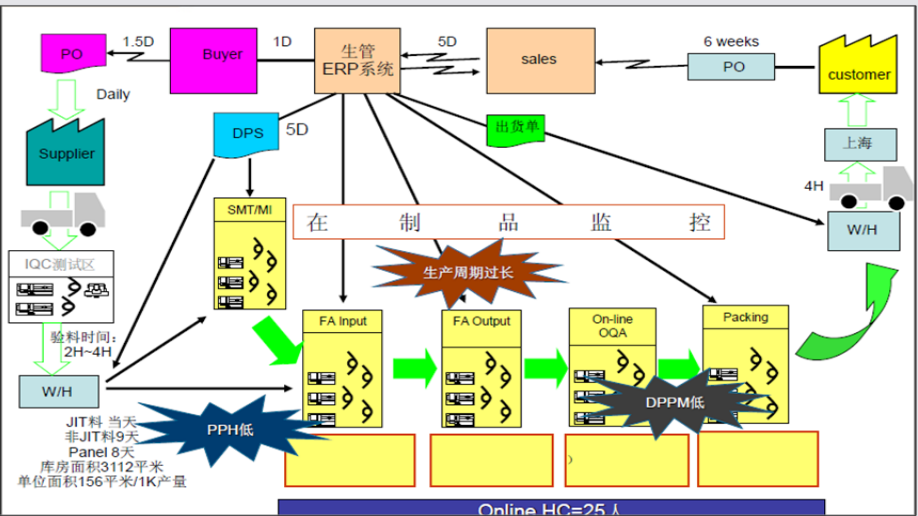 PO
1.5D
Buyer
1D
生管
ERP系统
5D
sales
6 weeks
PO
customer
Daily
Supplier
DPS
5D
出货单
上海
4H
W/H
SMT/MI
在 制 品 监 控
生产周期过长
IQC测试区
验料时间：
2H~4H
W/H
FA Input
FA Output
On-line
OQA
Packing
JIT料 当天
非JIT料9天
Panel 8天
库房面积3112平米
单位面积156平米/1K产量
PPH低
DPPM低
)
Online HC=25人